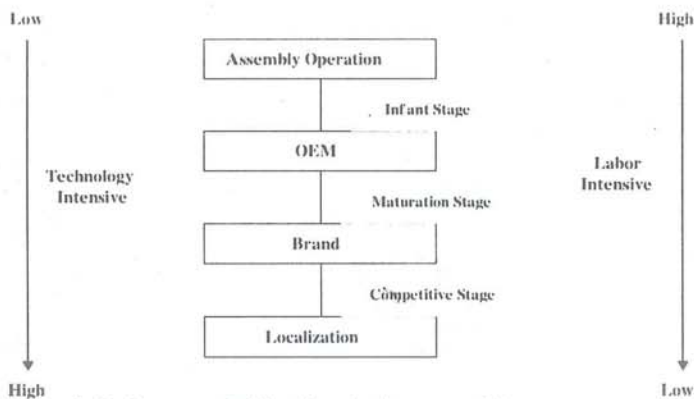 Low
High
Assembly Operation
Infant Stage
OEM
Technology
Intensive
Labor
Intensive
Maturation Stage
Brand
Competitive Stage
Localization
High
Low